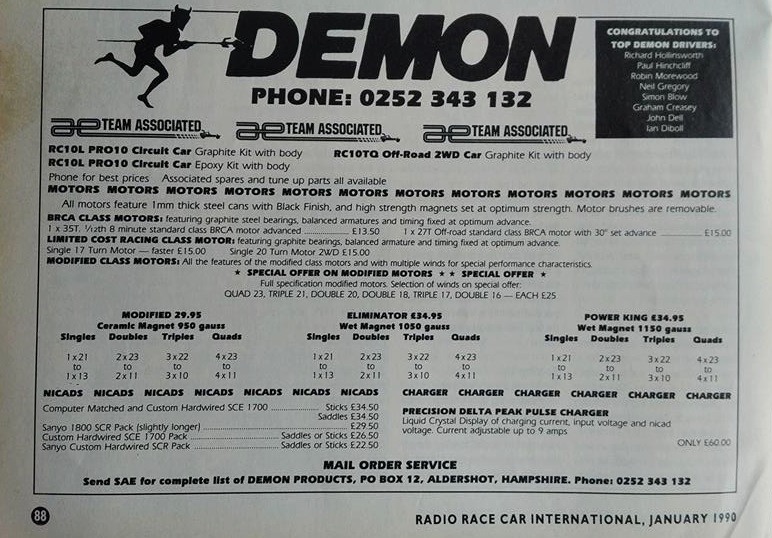 DEMON
PHONE: 0252 343 132
CONGRATULATIONS TO
TOP DEMON DRIVERS:
Richard Hollinsworth
Paul Hinchcliff
Robin Morewood
Neil Gregory
Simon Blow
Graham Creasey
John Dell
Ian Diboll
ae TEAM ASSOCIATED
ae TEAM ASSOCIATED
ae TEAM ASSOCIATED
RC10L PRO10 Circuit Car Graphite Kit with body RC10TQ Off-Road 2WD Car Graphite Kit with body
RC10L PRO10 Circuit Car Epoxy Kit with body
Phone for best prices Associated spares and tune up parts all available
MOTORS MOTORS MOTORS MOTORS MOTORS MOTORS MOTORS MOTORS MOTORS MOTORS MOTORS MOTORS
All motors feature 1mm thick steel cans with Black Finish, and high strength magnets set at optimum strength. Motor brushes are removable.
BRCA CLASS MOTORS: featuring graphite steel bearings, balanced armatures and timing fixed at optimum advance.
1 x 35T. 1/12th 8 minute standard class BRCA motor advanced ........ £13.50 1 x 27T Off-road standard class BRCA motor with 30° set advance ........ £15.00
LIMITED COST RACING CLASS MOTOR: featuring graphite bearings, balanced armature and timing fixed at optimum advance.
Single 17 Turn Motor — faster £15.00 Single 20 Turn Motor 2WD £15.00
MODIFIED CLASS MOTORS: All the features of the modified class motors and with multiple winds for special performance characteristics.
★ SPECIAL OFFER ON MODIFIED MOTORS ★ ★ SPECIAL OFFER ★
Full specification modified motors. Selection of winds on special offer:
QUAD 23, TRIPLE 21, DOUBLE 20, DOUBLE 18, TRIPLE 17, DOUBLE 16 — EACH £25
MODIFIED 29.95 ELIMINATOR £34.95 POWER KING £34.95
Ceramic Magnet 950 gauss Wet Magnet 1050 gauss Wet Magnet 1150 gauss
Singles Doubles Triples Quads Singles Doubles Triples Quads Singles Doubles Triples Quads
1x21 2x23 3x22 4x23 1x21 2x23 3x22 4x23 1x21 2x23 3x22 4x23
to to to to to to to to to to to to
1x13 2x11 3x10 4x11 1x13 2x11 3x10 4x11 1x13 2x11 3x10 4x11
NICADS NICADS NICADS NICADS NICADS NICADS NICADS
Computer Matched and Custom Hardwired SCE 1700 ........ Sticks £34.50
Saddles £34.50
Sanyo 1800 SCR Pack (slightly longer) ........ £29.50
Custom Hardwired SCE 1700 Pack ........ Saddles or Sticks £26.50
Sanyo Custom Hardwired SCR Pack ........ Saddles or Sticks £22.50
CHARGER CHARGER CHARGER CHARGER CHARGER CHARGER
PRECISION DELTA PEAK PULSE CHARGER
Liquid Crystal Display of charging current, input voltage and nicad
voltage. Current adjustable up to 9 amps
ONLY £60.00
MAIL ORDER SERVICE
Send SAE for complete list of DEMON PRODUCTS, PO BOX 12, ALDERSHOT, HAMPSHIRE. Phone: 0252 343 132
88
RADIO RACE CAR INTERNATIONAL, JANUARY 1990